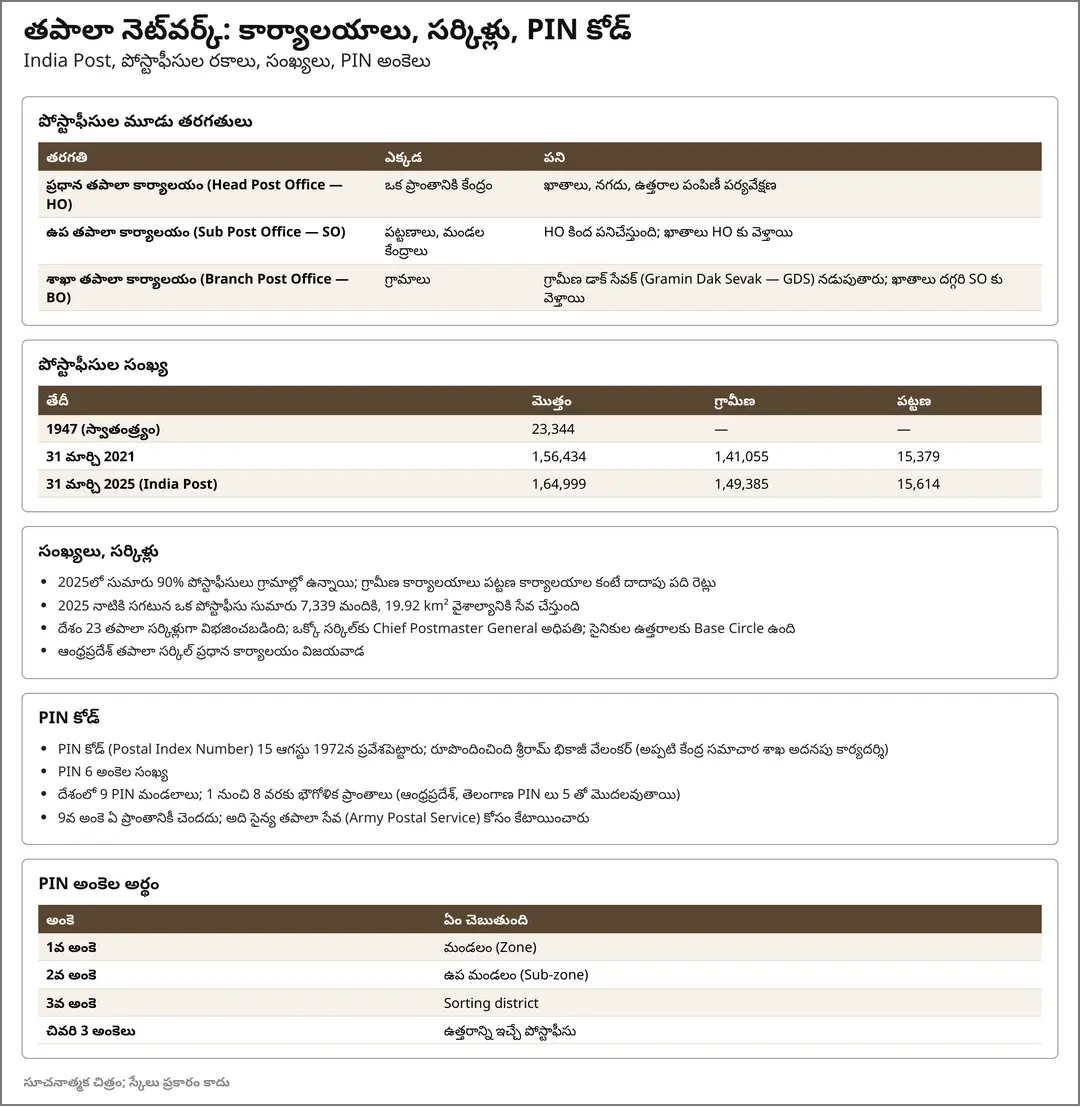 తపాలా నెట్‌వర్క్: కార్యాలయాలు, సర్కిళ్లు, PIN కోడ్
India Post, పోస్టాఫీసుల రకాలు, సంఖ్యలు, PIN అంకెలు
పోస్టాఫీసుల మూడు తరగతులు
తరగతి ఎక్కడ పని
ప్రధాన తపాలా కార్యాలయం (Head Post Office — HO) ఒక ప్రాంతానికి కేంద్రం ఖాతాలు, నగదు, ఉత్తరాల పంపిణీ పర్యవేక్షణ
ఉప తపాలా కార్యాలయం (Sub Post Office — SO) పట్టణాలు, మండల కేంద్రాలు HO కింద పనిచేస్తుంది; ఖాతాలు HO కు వెళ్తాయి
శాఖా తపాలా కార్యాలయం (Branch Post Office — BO) గ్రామాలు గ్రామీణ డాక్ సేవక్ (Gramin Dak Sevak — GDS) నడుపుతారు; ఖాతాలు దగ్గరి SO కు వెళ్తాయి
పోస్టాఫీసుల సంఖ్య
తేదీ మొత్తం గ్రామీణ పట్టణ
1947 (స్వాతంత్ర్యం) 23,344 — —
31 మార్చి 2021 1,56,434 1,41,055 15,379
31 మార్చి 2025 (India Post) 1,64,999 1,49,385 15,614
సంఖ్యలు, సర్కిళ్లు
• 2025లో సుమారు 90% పోస్టాఫీసులు గ్రామాల్లో ఉన్నాయి; గ్రామీణ కార్యాలయాలు పట్టణ కార్యాలయాల కంటే దాదాపు పది రెట్లు
• 2025 నాటికి సగటున ఒక పోస్టాఫీసు సుమారు 7,339 మందికి, 19.92 km² వైశాల్యానికి సేవ చేస్తుంది
• దేశం 23 తపాలా సర్కిళ్లుగా విభజించబడింది; ఒక్కో సర్కిల్‌కు Chief Postmaster General అధిపతి; సైనికుల ఉత్తరాలకు Base Circle ఉంది
• ఆంధ్రప్రదేశ్ తపాలా సర్కిల్ ప్రధాన కార్యాలయం విజయవాడ
PIN కోడ్
• PIN కోడ్ (Postal Index Number) 15 ఆగస్టు 1972న ప్రవేశపెట్టారు; రూపొందించింది శ్రీరామ్ భికాజీ వేలంకర్ (అప్పటి కేంద్ర సమాచార శాఖ అదనపు కార్యదర్శి)
• PIN 6 అంకెల సంఖ్య
• దేశంలో 9 PIN మండలాలు; 1 నుంచి 8 వరకు భౌగోళిక ప్రాంతాలు (ఆంధ్రప్రదేశ్, తెలంగాణ PIN లు 5 తో మొదలవుతాయి)
• 9వ అంకె ఏ ప్రాంతానికీ చెందదు; అది సైన్య తపాలా సేవ (Army Postal Service) కోసం కేటాయించారు
PIN అంకెల అర్థం
అంకె ఏం చెబుతుంది
1వ అంకె మండలం (Zone)
2వ అంకె ఉప మండలం (Sub-zone)
3వ అంకె Sorting district
చివరి 3 అంకెలు ఉత్తరాన్ని ఇచ్చే పోస్టాఫీసు
సూచనాత్మక చిత్రం; స్కేలు ప్రకారం కాదు